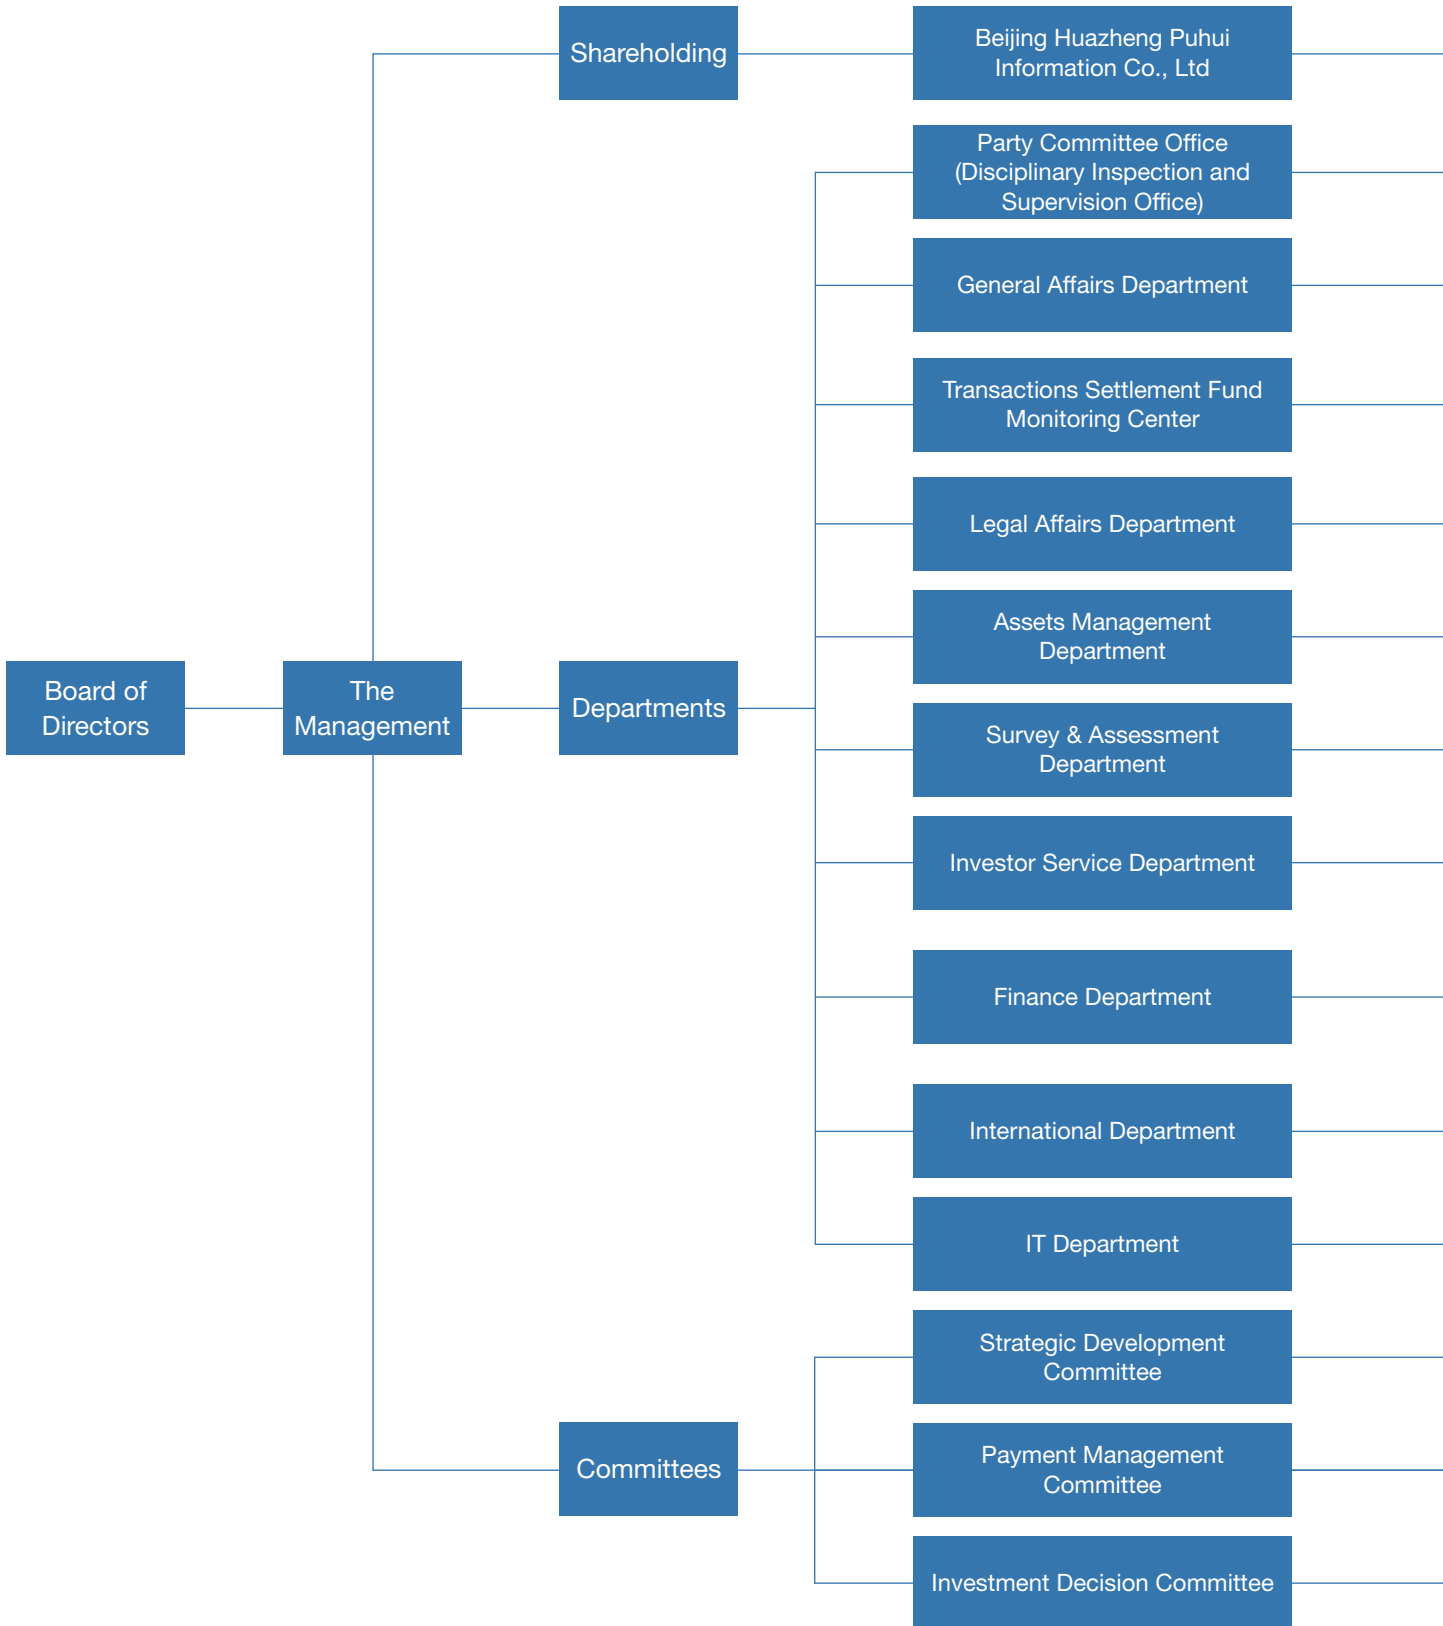 Shareholding
Beijing Huazheng Puhui
Information Co., Ltd
Party Committee Office
(Disciplinary Inspection and
Supervision Office)
General Affairs Department
Transactions Settlement Fund
Monitoring Center
Legal Affairs Department
Assets Management
Department
Board of
Directors
The
Management
Departments
Survey & Assessment
Department
Investor Service Department
Finance Department
International Department
IT Department
Strategic Development
Committee
Committees
Payment Management
Committee
Investment Decision Committee